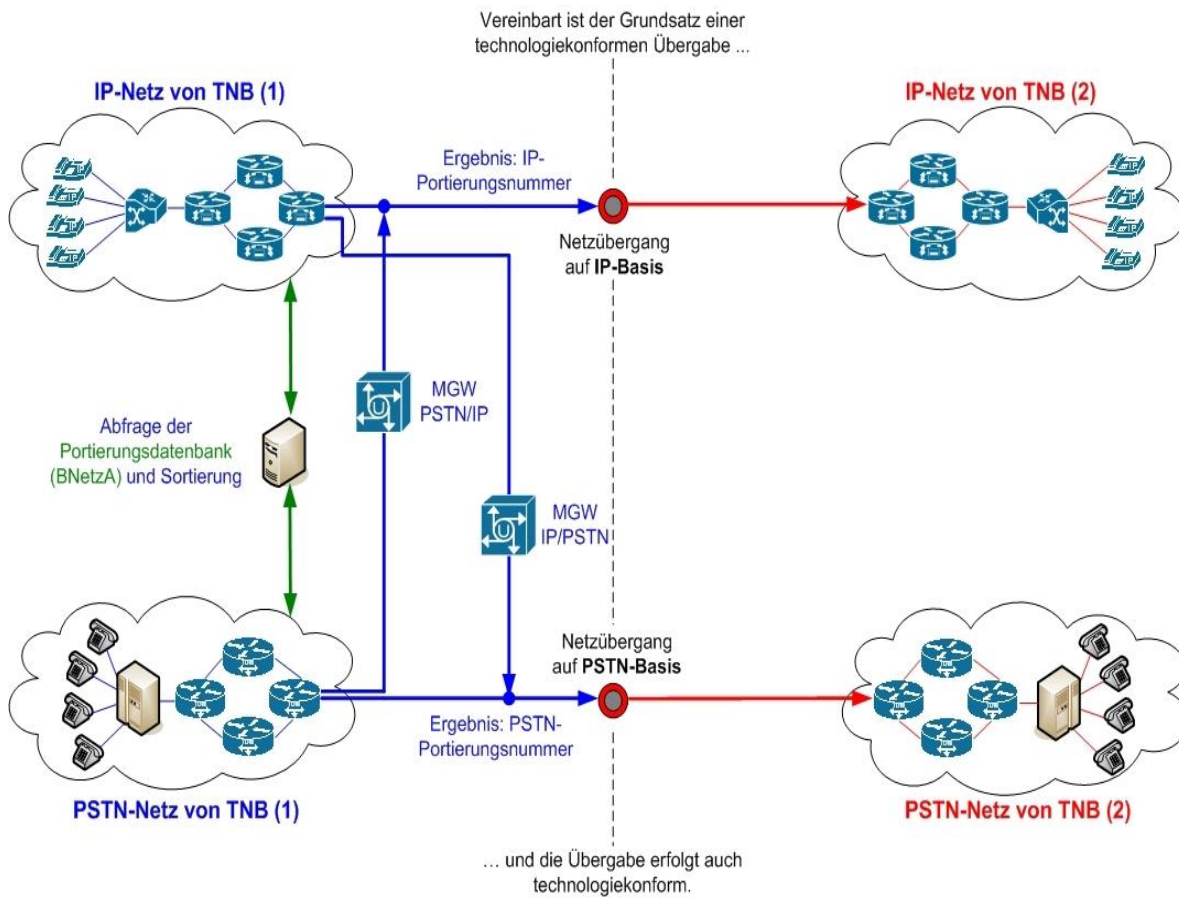 Vereinbart ist der Grundsatz einer
technologiekonformen Übergabe ...
IP-Netz von TNB (1)
IP-Netz von TNB (2)
Ergebnis: IP-
Portierungsnummer
Netzübergang
auf IP-Basis
MGW
PSTN/IP
Abfrage der
Portierungsdatenbank
(BNetzA) und Sortierung
MGW
IP/PSTN
Netzübergang
auf PSTN-Basis
Ergebnis: PSTN-
Portierungsnummer
PSTN-Netz von TNB (1)
PSTN-Netz von TNB (2)
... und die Übergabe erfolgt auch
technologiekonform.